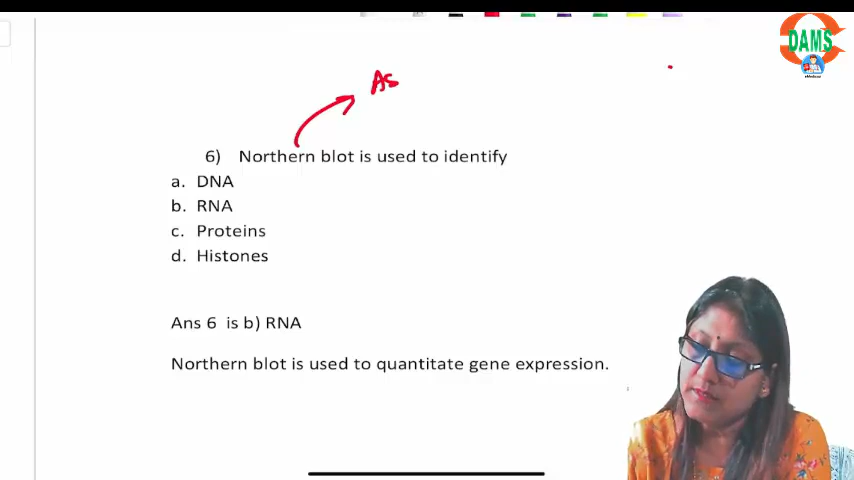 DAMS
As
6) Northern blot is used to identify
a. DNA
b. RNA
c. Proteins
d. Histones
Ans 6 is b) RNA
Northern blot is used to quantitate gene expression.